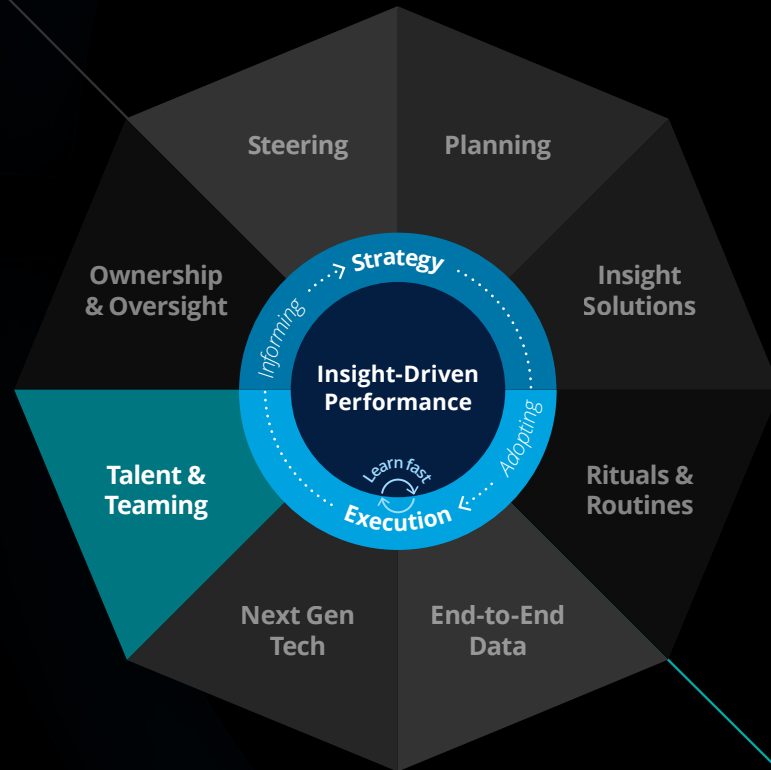 Steering
Planning
Ownership
& Oversight
Insight
Solutions
Strategy
Informing
Insight-Driven
Performance
Adopting
Learn fast
Execution
Talent &
Teaming
Rituals &
Routines
Next Gen
Tech
End-to-End
Data